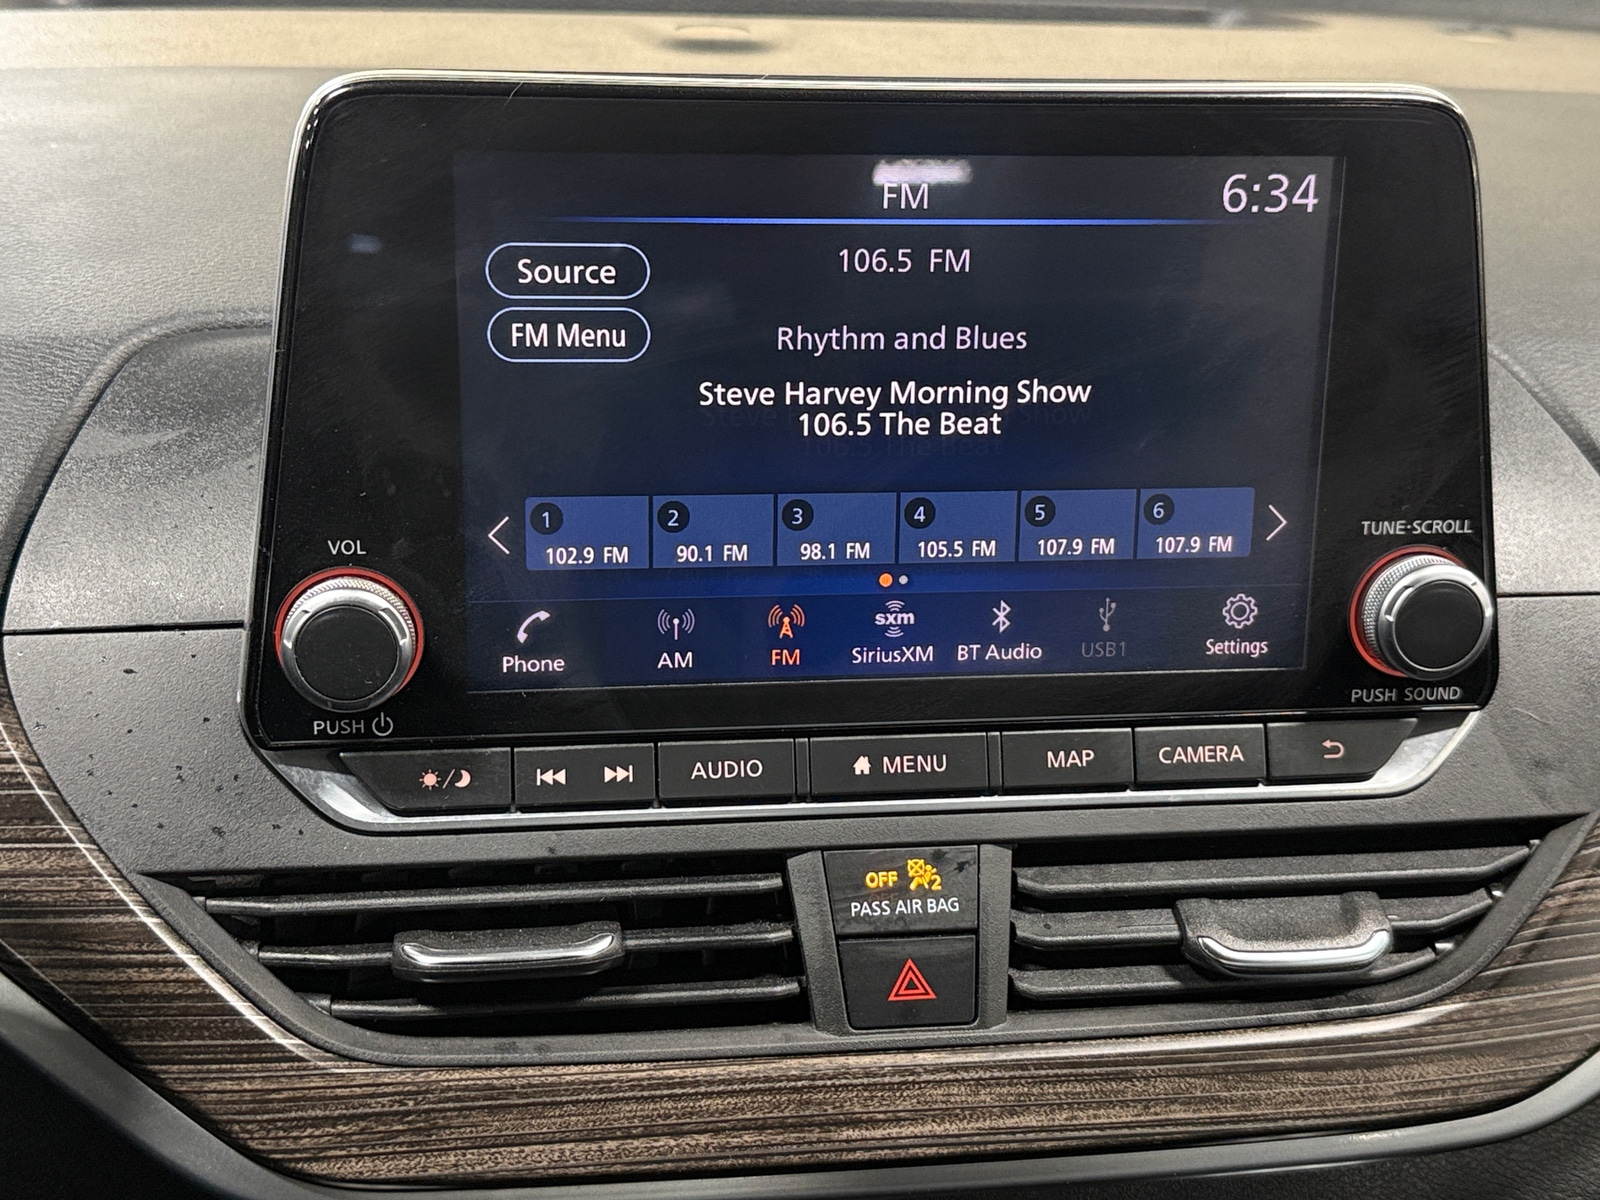 FM
6:34
Source
106.5 FM
FM Menu
Rhythm and Blues
Steve Harvey Morning Show
106.5 The Beat
1
2
3
4
5
6
102.9 FM
90.1 FM
98.1 FM
105.5 FM
107.9 FM
107.9 FM
VOL
TUNE·SCROLL
Phone
AM
FM
sxm
SiriusXM
BT Audio
USB1
Settings
PUSH
PUSH SOUND
AUDIO
MENU
MAP
CAMERA
OFF
2
PASS AIR BAG